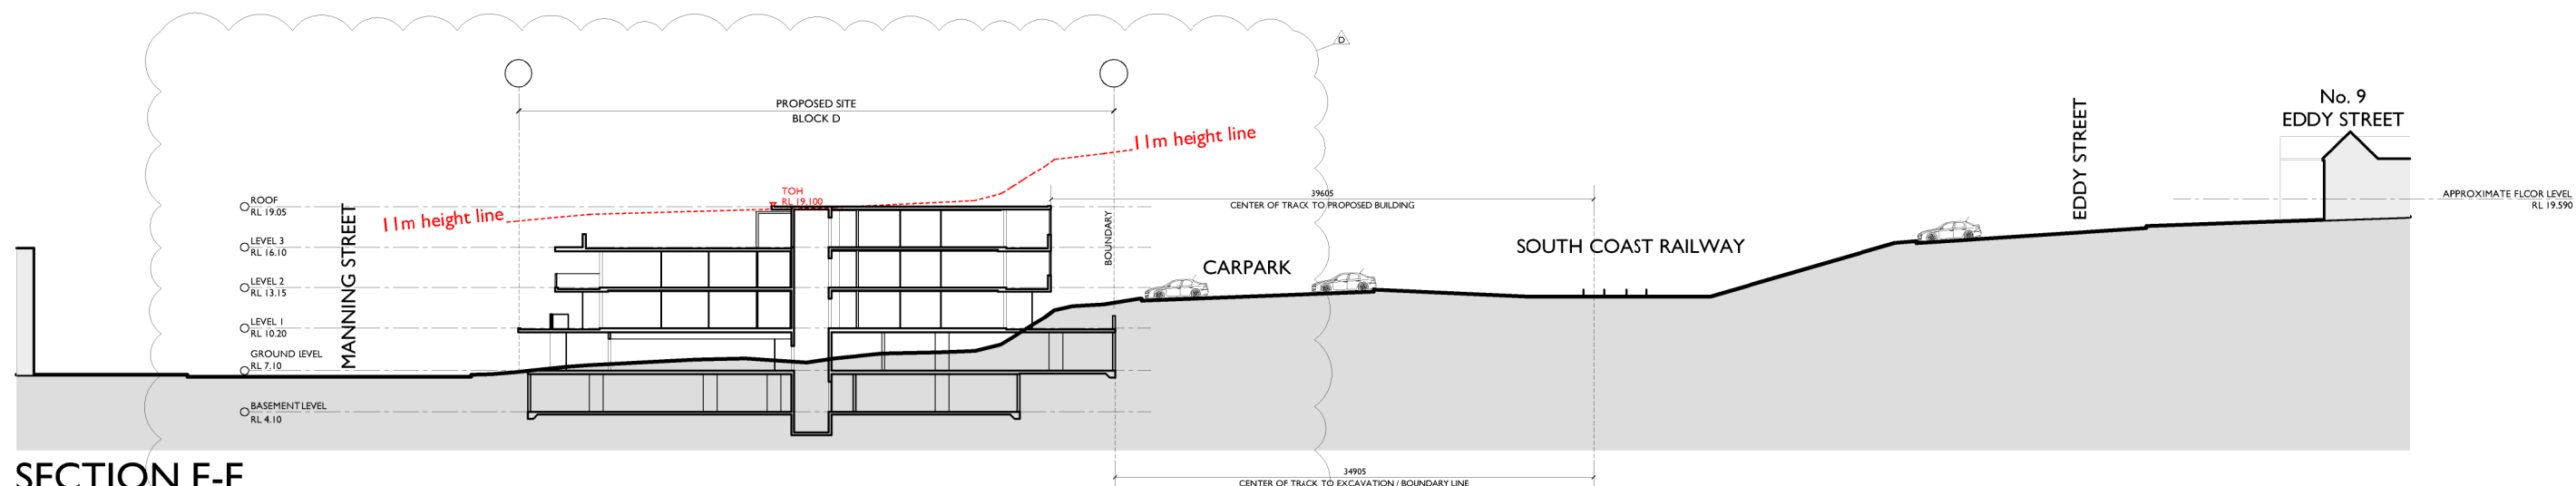 D
No. 9
EDDY STREET
EDDY STREET
PROPOSED SITE
BLOCK D
11m height line
TOH
RL 19.100
11m height line
ROOF
RL 19.05
MANNING STREET
BOUNDARY
39605
CENTER OF TRACK TO PROPOSED BUILDING
APPROXIMATE FLOOR LEVEL
RL 19.590
LEVEL 3
RL 16.10
SOUTH COAST RAILWAY
CARPARK
LEVEL 2
RL 13.15
LEVEL 1
RL 10.20
GROUND LEVEL
RL 7.10
BASEMENT LEVEL
RL 4.10
SECTION F-F
34905
CENTER OF TRACK TO EXCAVATION / BOUNDARY LINE